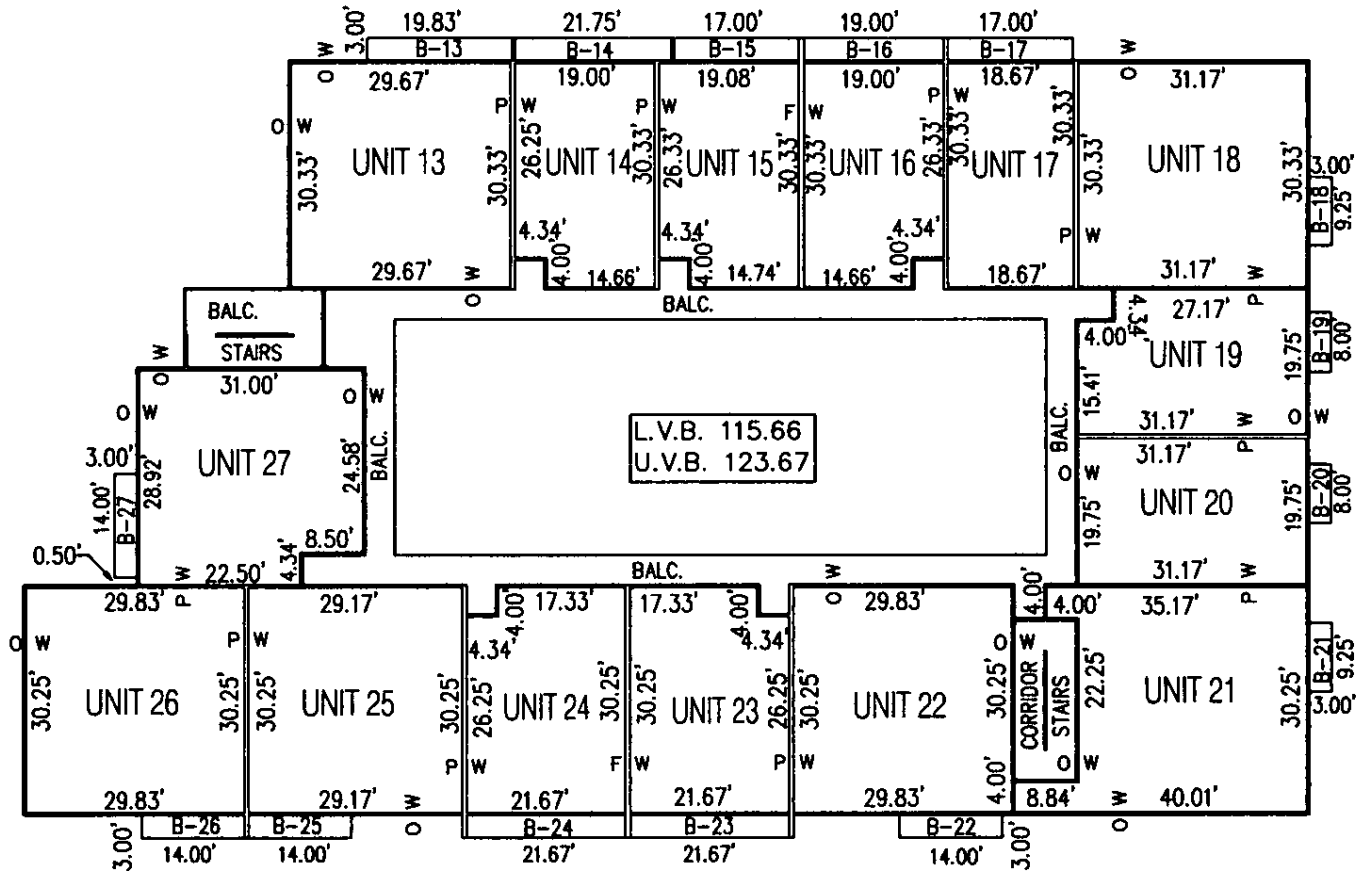 19.83' 21.75' 17.00' 19.00' 17.00'
3.00' B-13 B-14 B-15 B-16 B-17
O W O W
29.67' 19.00' 19.08' 19.00' 18.67' 31.17'
P W P W F W P W
O W
30.33' 30.33' 26.25' 30.33' 26.33' 30.33' 30.33' 26.33' 30.33' 30.33' 30.33' 30.33'
UNIT 13 UNIT 14 UNIT 15 UNIT 16 UNIT 17 UNIT 18
3.00'
B-18 9.25'
4.34' 4.34' 4.34' P W
4.00' 4.00' 4.00'
29.67' O W 14.66' 14.74' 14.66' 18.67' 31.17'
BALC. BALC. 27.17' P W
STAIRS 4.00' 4.34' B-19 8.00'
UNIT 19
O W 31.00' 15.41' 19.75'
O W O W BALC. 31.17' O W
3.00' L.V.B. 115.66 BALC. 31.17' P W
UNIT 27 U.V.B. 123.67 O W
28.92' 24.58' B-20 8.00'
14.00' B-27 UNIT 20
19.75' 19.75'
0.50' 8.50'
4.34' 22.50' P W BALC. O W 31.17' P W
29.83' 29.17' 4.00' 17.33' 17.33' 4.00' 29.83' 4.00' 4.00' 35.17'
O W P W 4.34' 4.34' O W
B-21 9.25'
30.25' 30.25' 30.25' 30.25' 26.25' 30.25' 30.25' 26.25' 30.25' 30.25' 22.25' 30.25'
UNIT 26 UNIT 25 UNIT 24 UNIT 23 UNIT 22 CORRIDOR STAIRS UNIT 21
3.00'
P W F W P W O W
4.00'
29.83' 29.17' O W 21.67' 21.67' 29.83' 8.84' O W 40.01'
3.00' B-26 B-25 B-24 B-23 B-22 3.00'
14.00' 14.00' 21.67' 21.67' 14.00'